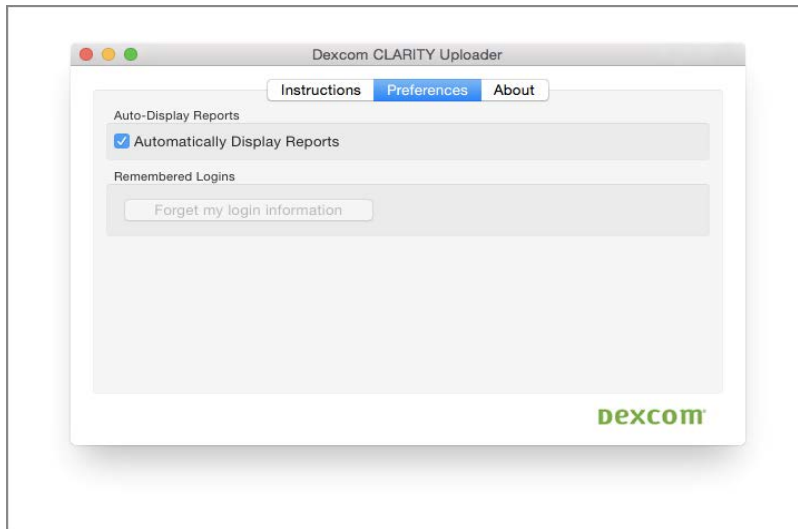 Dexcom CLARITY Uploader
Instructions Preferences About
Auto-Display Reports
Automatically Display Reports
Remembered Logins
Forget my login information
Dexcom